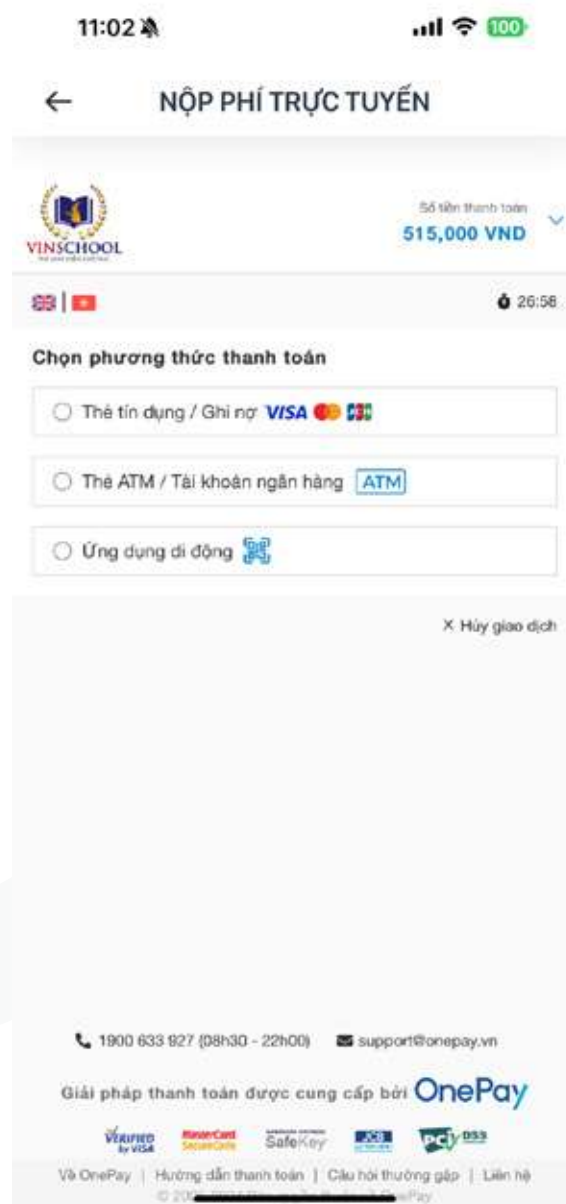 11:02
100
NỘP PHÍ TRỰC TUYẾN
VINSCHOOL
Số tiền thanh toán
515,000 VND
26:58
Chọn phương thức thanh toán
Thẻ tín dụng / Ghi nợ VISA JCB
Thẻ ATM / Tài khoản ngân hàng ATM
Ứng dụng di động
X Hủy giao dịch
1900 633 927 (08h30 - 22h00) support@onepay.vn
Giải pháp thanh toán được cung cấp bởi OnePay
VERIFIED by VISA MasterCard SecureCode SafeKey JCB PCI DSS
Về OnePay | Hướng dẫn thanh toán | Câu hỏi thường gặp | Liên hệ